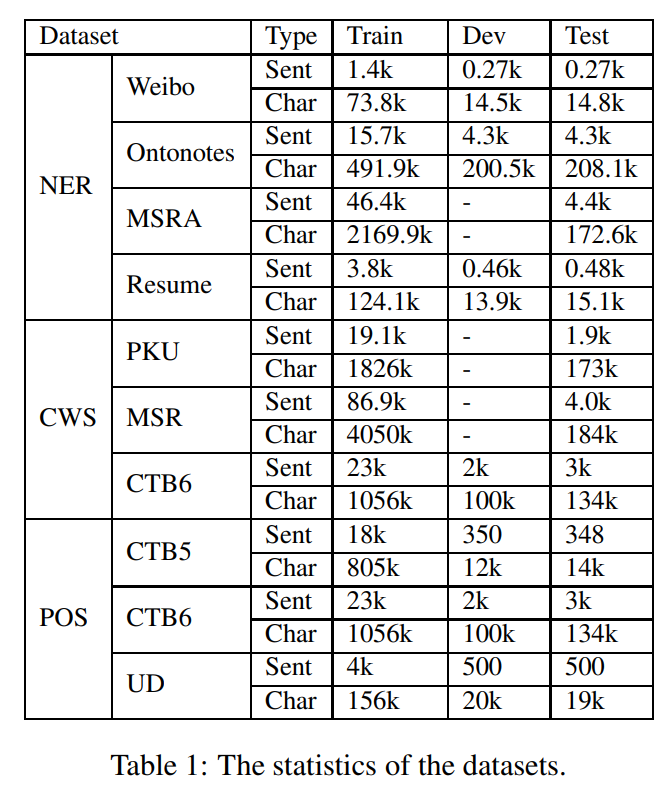 Dataset Type Train Dev Test
NER Weibo Sent 1.4k 0.27k 0.27k
Char 73.8k 14.5k 14.8k
Ontonotes Sent 15.7k 4.3k 4.3k
Char 491.9k 200.5k 208.1k
MSRA Sent 46.4k - 4.4k
Char 2169.9k - 172.6k
Resume Sent 3.8k 0.46k 0.48k
Char 124.1k 13.9k 15.1k
CWS PKU Sent 19.1k - 1.9k
Char 1826k - 173k
MSR Sent 86.9k - 4.0k
Char 4050k - 184k
CTB6 Sent 23k 2k 3k
Char 1056k 100k 134k
POS CTB5 Sent 18k 350 348
Char 805k 12k 14k
CTB6 Sent 23k 2k 3k
Char 1056k 100k 134k
UD Sent 4k 500 500
Char 156k 20k 19k
Table 1: The statistics of the datasets.